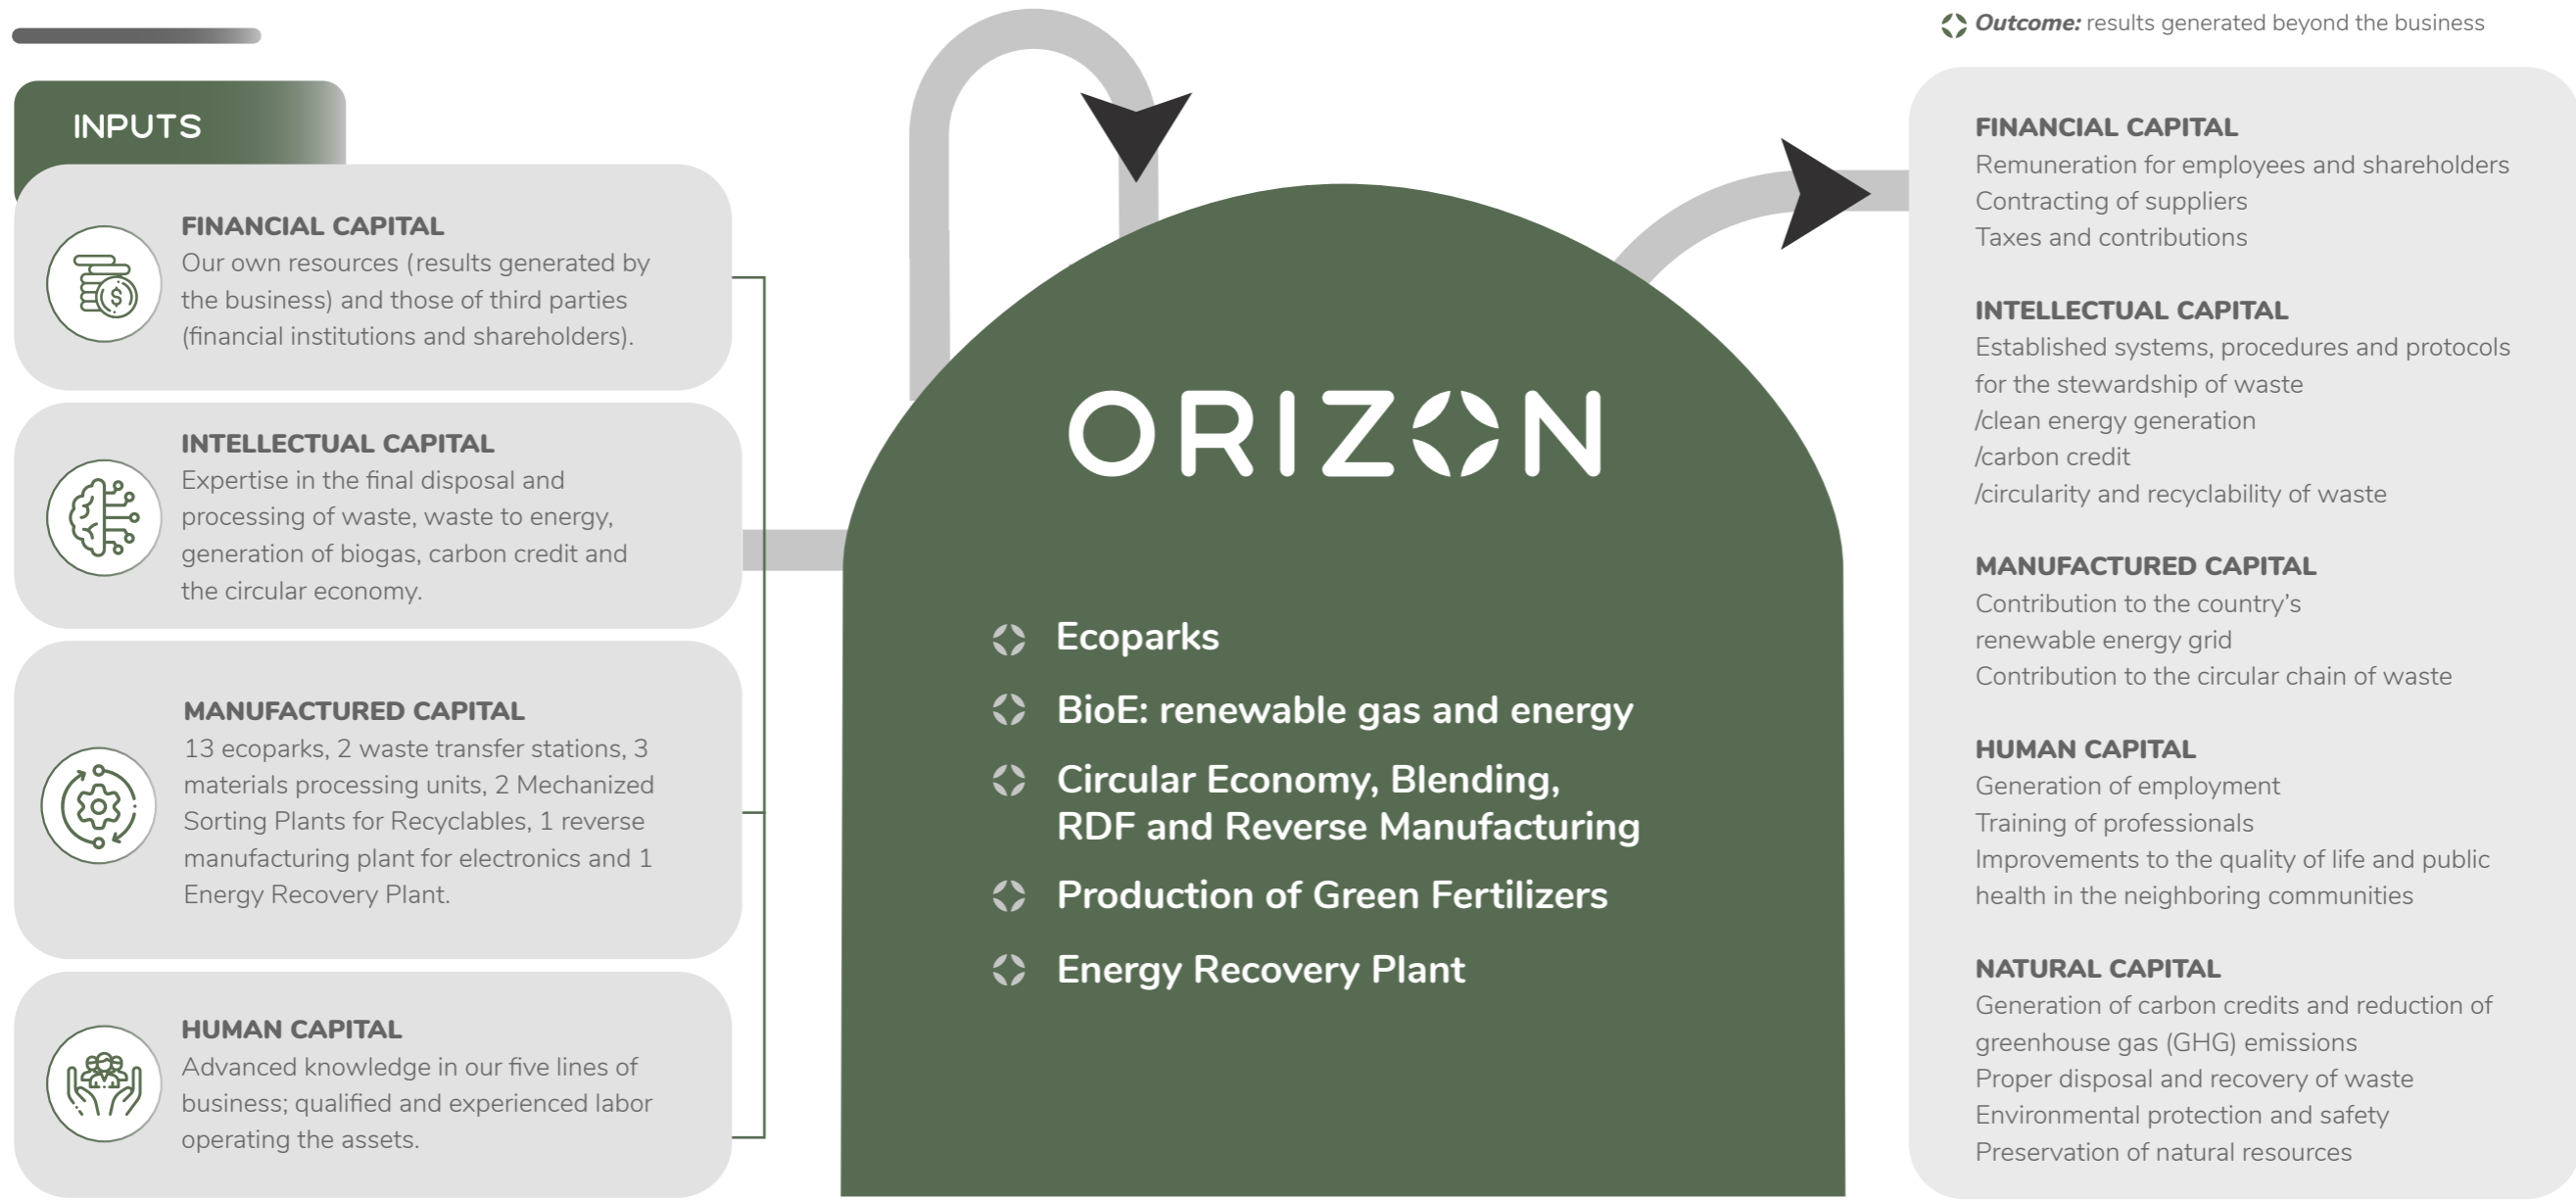 INPUTS
FINANCIAL CAPITAL
Our own resources (results generated by
the business) and those of third parties
(financial institutions and shareholders).
INTELLECTUAL CAPITAL
Expertise in the final disposal and
processing of waste, waste to energy,
generation of biogas, carbon credit and
the circular economy.
MANUFACTURED CAPITAL
13 ecoparks, 2 waste transfer stations, 3
materials processing units, 2 Mechanized
Sorting Plants for Recyclables, 1 reverse
manufacturing plant for electronics and 1
Energy Recovery Plant.
HUMAN CAPITAL
Advanced knowledge in our five lines of
business; qualified and experienced labor
operating the assets.
ORIZON
Ecoparks
BioE: renewable gas and energy
Circular Economy, Blending,
RDF and Reverse Manufacturing
Production of Green Fertilizers
Energy Recovery Plant
Outcome: results generated beyond the business
FINANCIAL CAPITAL
Remuneration for employees and shareholders
Contracting of suppliers
Taxes and contributions
INTELLECTUAL CAPITAL
Established systems, procedures and protocols
for the stewardship of waste
/clean energy generation
/carbon credit
/circularity and recyclability of waste
MANUFACTURED CAPITAL
Contribution to the country’s
renewable energy grid
Contribution to the circular chain of waste
HUMAN CAPITAL
Generation of employment
Training of professionals
Improvements to the quality of life and public
health in the neighboring communities
NATURAL CAPITAL
Generation of carbon credits and reduction of
greenhouse gas (GHG) emissions
Proper disposal and recovery of waste
Environmental protection and safety
Preservation of natural resources